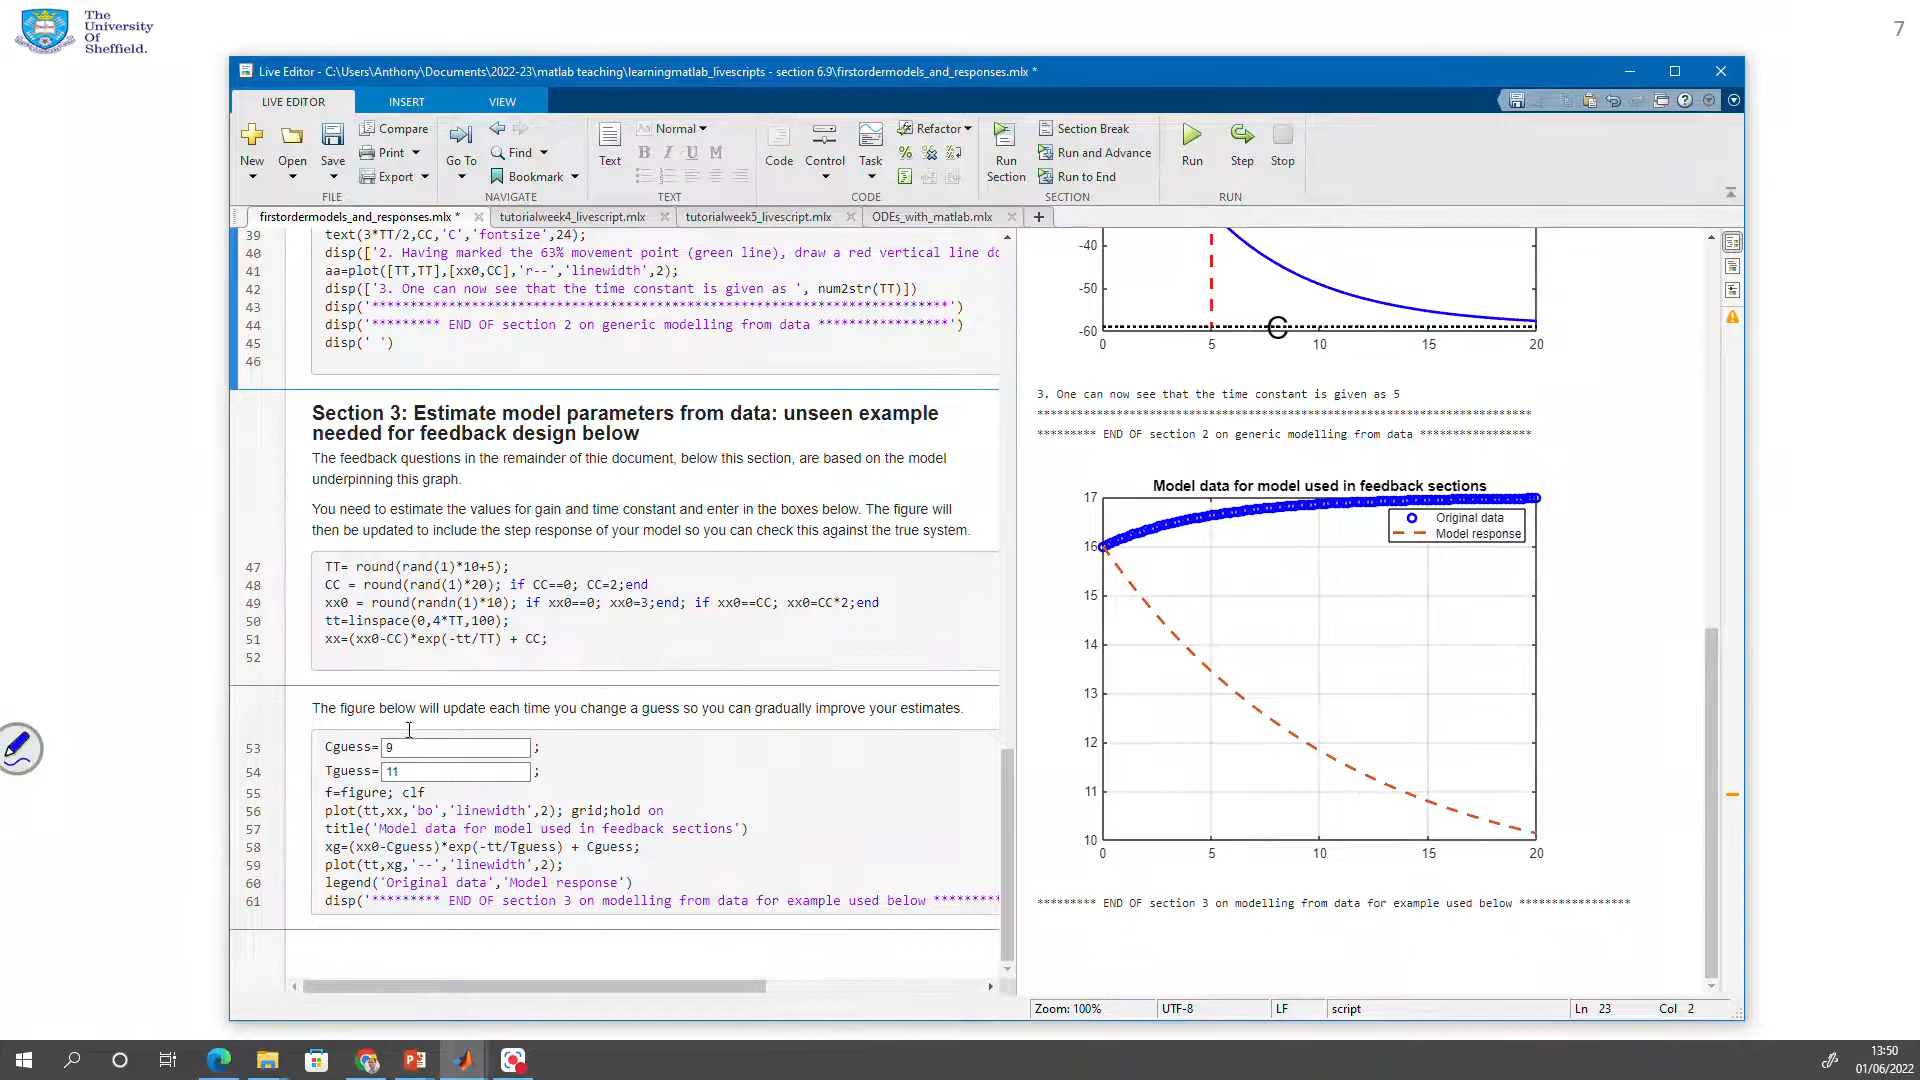 The
University
Of
Sheffield.
7
Live Editor - C:\Users\Anthony\Documents\2022-23\matlab teaching\learningmatlab_livescripts - section 6.9\firstordermodels_and_responses.mlx *
LIVE EDITOR
INSERT
VIEW
New
Open
Save
Compare
Print
Export
FILE
Go To
Find
Bookmark
NAVIGATE
Text
Aa Normal
B I U M
TEXT
Code
Control
Task
Refactor
CODE
Run
Section
Section Break
Run and Advance
Run to End
SECTION
Run
Step
Stop
RUN
firstordermodels_and_responses.mlx *
tutorialweek4_livescript.mlx
tutorialweek5_livescript.mlx
ODEs_with_matlab.mlx
39 text(3*TT/2,CC,'C','fontsize',24);
40 disp(['2. Having marked the 63% movement point (green line), draw a red vertical line do
41 aa=plot([TT,TT],[xx0,CC],'r--','linewidth',2);
42 disp(['3. One can now see that the time constant is given as ', num2str(TT)])
43 disp('***************************************************************************')
44 disp('********* END OF section 2 on generic modelling from data *****************')
45 disp(' ')
46
Section 3: Estimate model parameters from data: unseen example
needed for feedback design below
The feedback questions in the remainder of thie document, below this section, are based on the model
underpinning this graph.
You need to estimate the values for gain and time constant and enter in the boxes below. The figure will
then be updated to include the step response of your model so you can check this against the true system.
47 TT= round(rand(1)*10+5);
48 CC = round(rand(1)*20); if CC==0; CC=2;end
49 xx0 = round(randn(1)*10); if xx0==0; xx0=3;end; if xx0==CC; xx0=CC*2;end
50 tt=linspace(0,4*TT,100);
51 xx=(xx0-CC)*exp(-tt/TT) + CC;
52
The figure below will update each time you change a guess so you can gradually improve your estimates.
53 Cguess= 9 ;
54 Tguess= 11 ;
55 f=figure; clf
56 plot(tt,xx,'bo','linewidth',2); grid;hold on
57 title('Model data for model used in feedback sections')
58 xg=(xx0-Cguess)*exp(-tt/Tguess) + Cguess;
59 plot(tt,xg,'--','linewidth',2);
60 legend('Original data','Model response')
61 disp('********* END OF section 3 on modelling from data for example used below *********
-40
-50
-60
C
0 5 10 15 20
3. One can now see that the time constant is given as 5
***************************************************************************
********* END OF section 2 on generic modelling from data *****************
Model data for model used in feedback sections
17
Original data
Model response
16
15
14
13
12
11
10
0 5 10 15 20
********* END OF section 3 on modelling from data for example used below *****************
Zoom: 100%
UTF-8
LF
script
Ln 23
Col 2
13:50
01/06/2022